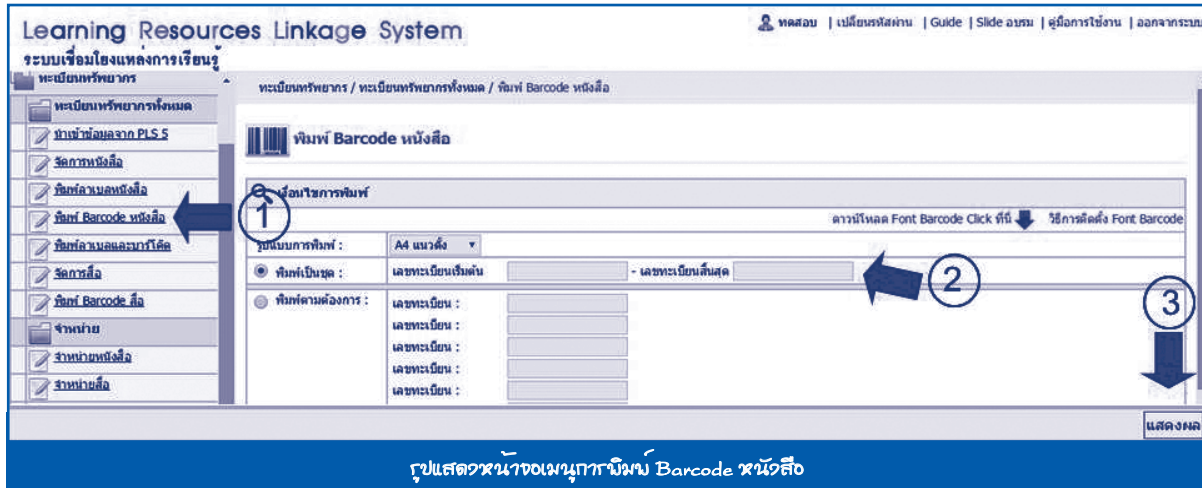 Learning Resources Linkage System
ระบบเชื่อมโยงแหล่งการเรียนรู้
ทดสอบ | เปลี่ยนรหัสผ่าน | Guide | Slide อบรม | คู่มือการใช้งาน | ออกจากระบบ
ทะเบียนทรัพยากร
ทะเบียนทรัพยากรทั้งหมด
นำเข้าข้อมูลจาก PLS 5
จัดการหนังสือ
พิมพ์ลาเบลหนังสือ
พิมพ์ Barcode หนังสือ
พิมพ์ลาเบลและบาร์โค้ด
จัดการสื่อ
พิมพ์ Barcode สื่อ
จำหน่าย
จำหน่ายหนังสือ
จำหน่ายสื่อ
1
ทะเบียนทรัพยากร / ทะเบียนทรัพยากรทั้งหมด / พิมพ์ Barcode หนังสือ
พิมพ์ Barcode หนังสือ
เงื่อนไขการพิมพ์
ดาวน์โหลด Font Barcode Click ที่นี่ วิธีการติดตั้ง Font Barcode
รูปแบบการพิมพ์ : A4 แนวตั้ง
พิมพ์เป็นชุด : เลขทะเบียนเริ่มต้น - เลขทะเบียนสิ้นสุด
2
พิมพ์ตามต้องการ : เลขทะเบียน :
เลขทะเบียน :
เลขทะเบียน :
เลขทะเบียน :
เลขทะเบียน :
3
แสดงผล
รูปแสดงหน้าจอเมนูการพิมพ์ Barcode หนังสือ